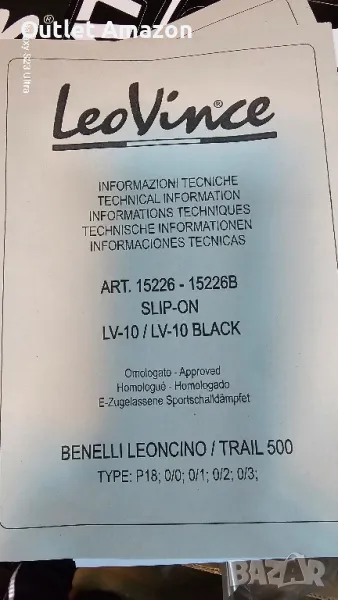 Outlet Amazon
LeoVince®
INFORMAZIONI TECNICHE
TECHNICAL INFORMATION
INFORMATIONS TECHNIQUES
TECHNISCHE INFORMATIONEN
INFORMACIONES TECNICAS
ART. 15226 - 15226B
SLIP-ON
LV-10 / LV-10 BLACK
Omologato - Approved
Homologué - Homologado
E-Zugelassene Sportschalldämpfet
BENELLI LEONCINO / TRAIL 500
TYPE: P18; 0/0; 0/1; 0/2; 0/3;
BAZAR